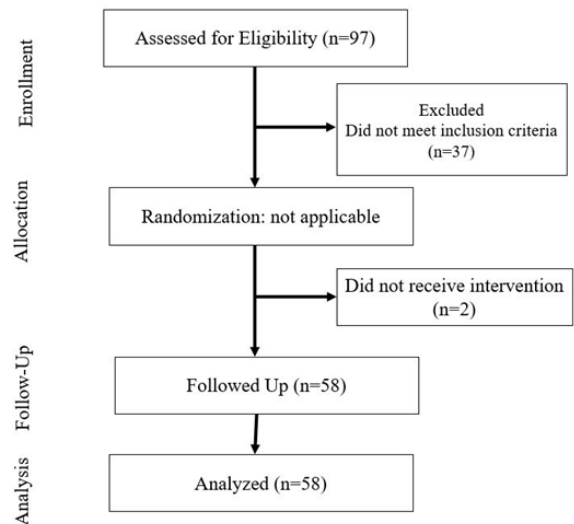 Enrollment
Assessed for Eligibility (n=97)
Excluded
Did not meet inclusion criteria
(n=37)
Allocation
Randomization: not applicable
Did not receive intervention
(n=2)
Follow-Up
Followed Up (n=58)
Analysis
Analyzed (n=58)